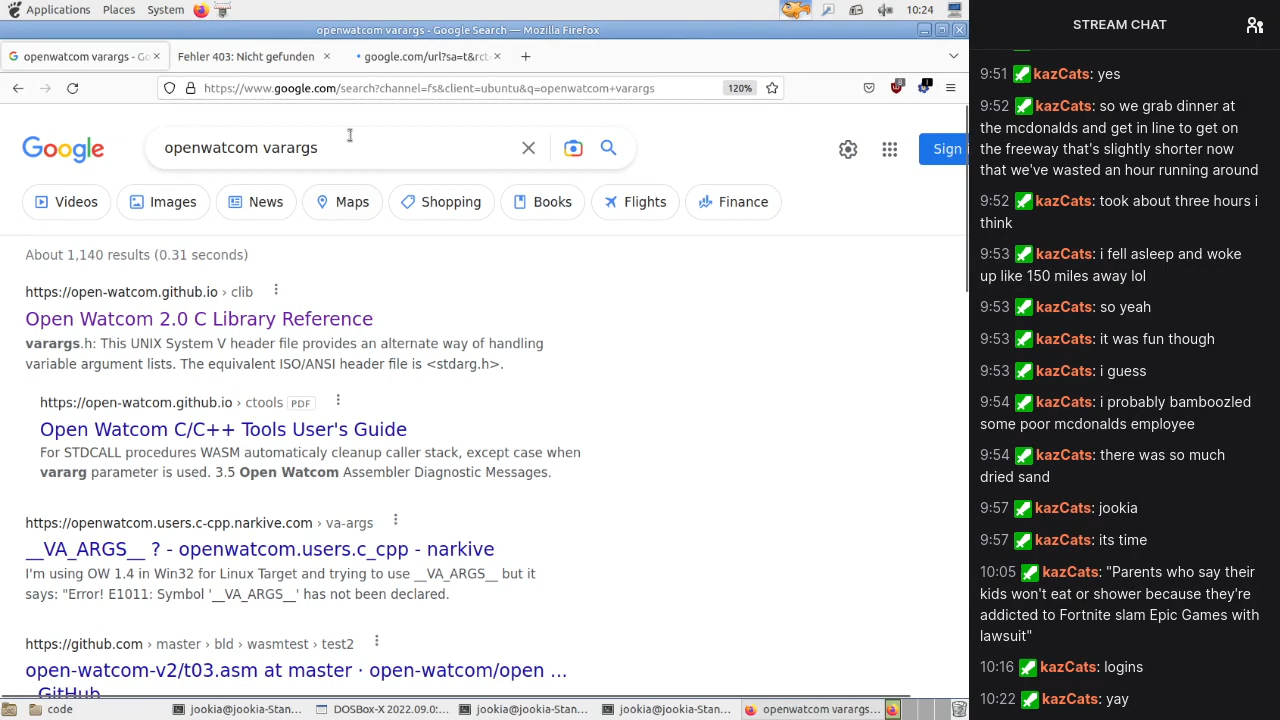 Applications Places System 10:24
openwatcom varargs - Google Search — Mozilla Firefox
openwatcom varargs - Go
Fehler 403: Nicht gefunden
google.com/url?sa=t&rct
https://www.google.com/search?channel=fs&client=ubuntu&q=openwatcom+varargs
120%
Google
openwatcom varargs
Sign i
Videos
Images
News
Maps
Shopping
Books
Flights
Finance
About 1,140 results (0.31 seconds)
https://open-watcom.github.io › clib
Open Watcom 2.0 C Library Reference
varargs.h: This UNIX System V header file provides an alternate way of handling
variable argument lists. The equivalent ISO/ANSI header file is <stdarg.h>.
https://open-watcom.github.io › ctools PDF
Open Watcom C/C++ Tools User's Guide
For STDCALL procedures WASM automaticaly cleanup caller stack, except case when
vararg parameter is used. 3.5 Open Watcom Assembler Diagnostic Messages.
https://openwatcom.users.c-cpp.narkive.com › va-args
__VA_ARGS__ ? - openwatcom.users.c_cpp - narkive
I'm using OW 1.4 in Win32 for Linux Target and trying to use __VA_ARGS__ but it
says: "Error! E1011: Symbol '__VA_ARGS__' has not been declared.
https://github.com › master › bld › wasmtest › test2
open-watcom-v2/t03.asm at master · open-watcom/open ...
- GitHub
code
jookia@jookia-Stan...
DOSBox-X 2022.09.0:...
jookia@jookia-Stan...
jookia@jookia-Stan...
openwatcom varargs...
STREAM CHAT
9:51 kazCats: yes
9:52 kazCats: so we grab dinner at
the mcdonalds and get in line to get on
the freeway that's slightly shorter now
that we've wasted an hour running around
9:52 kazCats: took about three hours i
think
9:53 kazCats: i fell asleep and woke
up like 150 miles away lol
9:53 kazCats: so yeah
9:53 kazCats: it was fun though
9:53 kazCats: i guess
9:54 kazCats: i probably bamboozled
some poor mcdonalds employee
9:54 kazCats: there was so much
dried sand
9:57 kazCats: jookia
9:57 kazCats: its time
10:05 kazCats: "Parents who say their
kids won't eat or shower because they're
addicted to Fortnite slam Epic Games with
lawsuit"
10:16 kazCats: logins
10:22 kazCats: yay